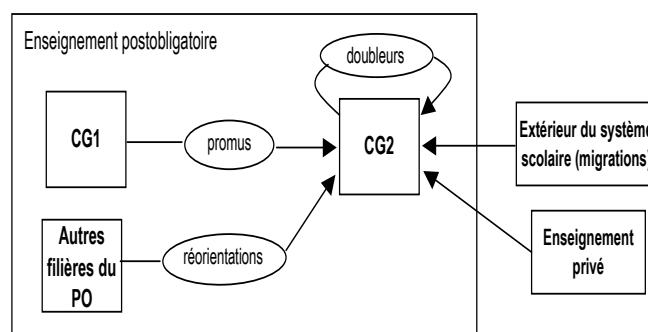 Enseignement postobligatoire
doubleurs
CG1
promus
CG2
Extérieur du système
scolaire (migrations)
Autres
filières du
PO
réorientations
Enseignement
privé